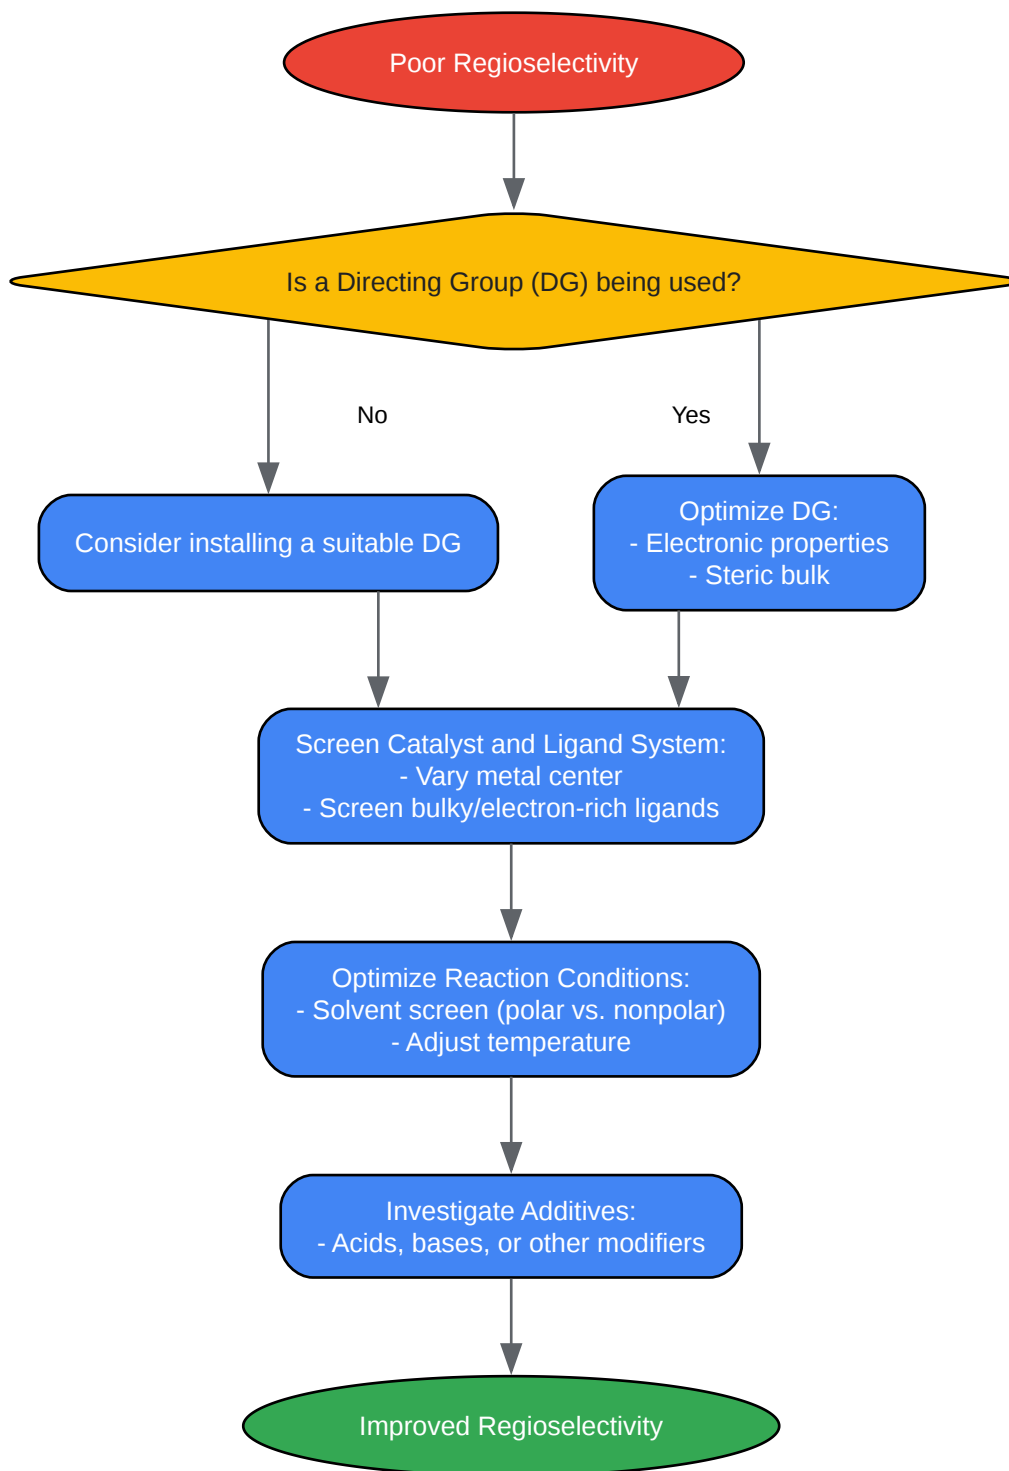 Poor Regioselectivity
Is a Directing Group (DG) being used?
No
Yes
Consider installing a suitable DG
Optimize DG:
- Electronic properties
- Steric bulk
Screen Catalyst and Ligand System:
- Vary metal center
- Screen bulky/electron-rich ligands
Optimize Reaction Conditions:
- Solvent screen (polar vs. nonpolar)
- Adjust temperature
Investigate Additives:
- Acids, bases, or other modifiers
Improved Regioselectivity